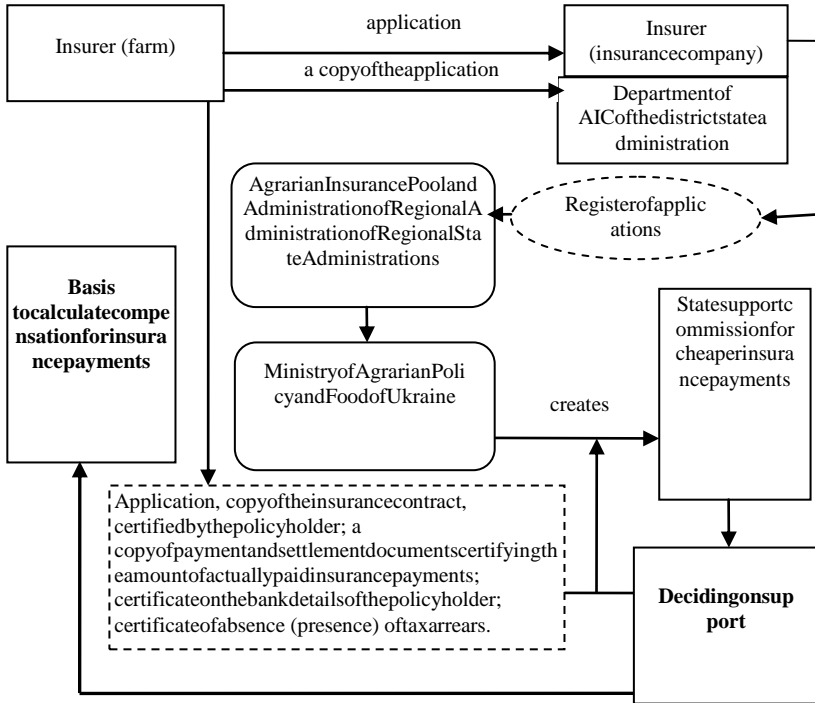 Insurer (farm)
application
a copyoftheapplication
Insurer
(insurancecompany)
Departmentof
AICofthedistrictstatea
dministration
AgrarianInsurancePooland
AdministrationofRegionalA
dministrationofRegionalSta
teAdministrations
Registerofapplic
ations
Basis
tocalculatecompe
nsationforinsura
ncepayments
MinistryofAgrarianPoli
cyandFoodofUkraine
creates
Statesupportc
ommissionfor
cheaperinsura
ncepayments
Application, copyoftheinsurancecontract,
certifiedbythepolicyholder; a
copyofpaymentandsettlementdocumentscertifyingth
eamountofactuallypaidinsurancepayments;
certificateonthebankdetailsofthepolicyholder;
certificateofabsence (presence) oftaxarrears.
Decidingonsup
port